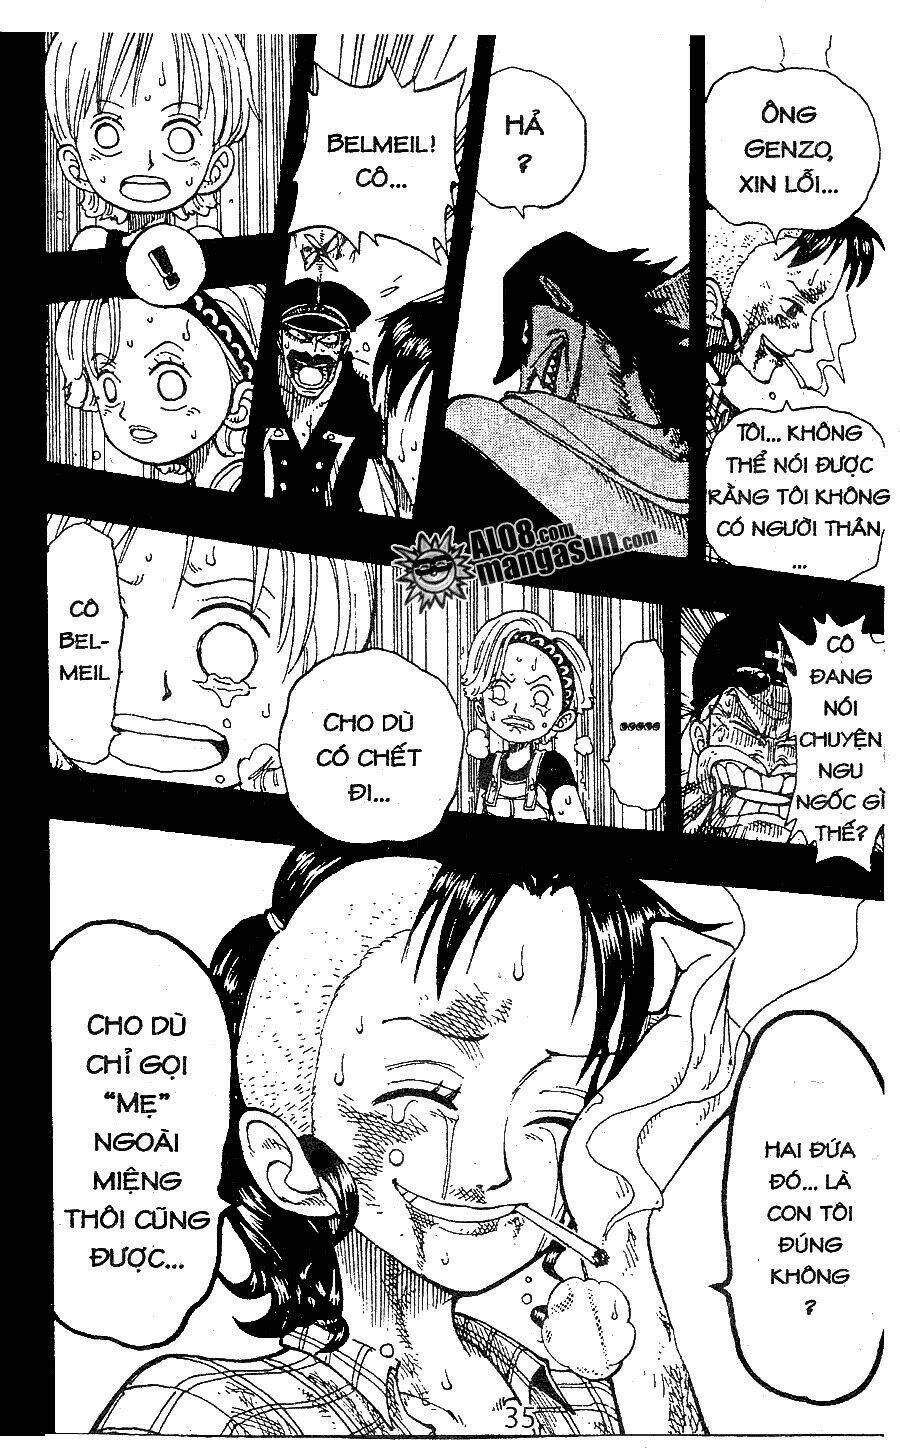 ÔNG
GENZO,
XIN LỖI...
TÔI... KHÔNG
THỂ NÓI ĐƯỢC
RẰNG TÔI KHÔNG
CÓ NGƯỜI THÂN
...
HẢ
?
BELMEIL!
CÔ...
!
CÔ
ĐANG
NÓI
CHUYỆN
NGU
NGỐC GÌ
THẾ?
......
CHO DÙ
CÓ CHẾT
ĐI...
CÔ
BEL-
MEIL
HAI ĐỨA
ĐÓ... LÀ
CON TÔI
ĐÚNG
KHÔNG
?
CHO DÙ
CHỈ GỌI
“MẸ”
NGOÀI
MIỆNG
THÔI CŨNG
ĐƯỢC...
ALO8.com
mangasun.com
35